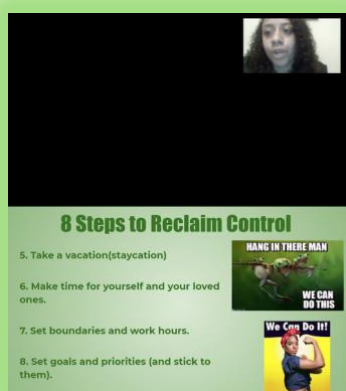 8 Steps to Reclaim Control
5. Take a vacation(staycation)
6. Make time for yourself and your loved
ones.
7. Set boundaries and work hours.
8. Set goals and priorities (and stick to
them).
HANG IN THERE MAN
WE CAN
DO THIS
We Can Do It!